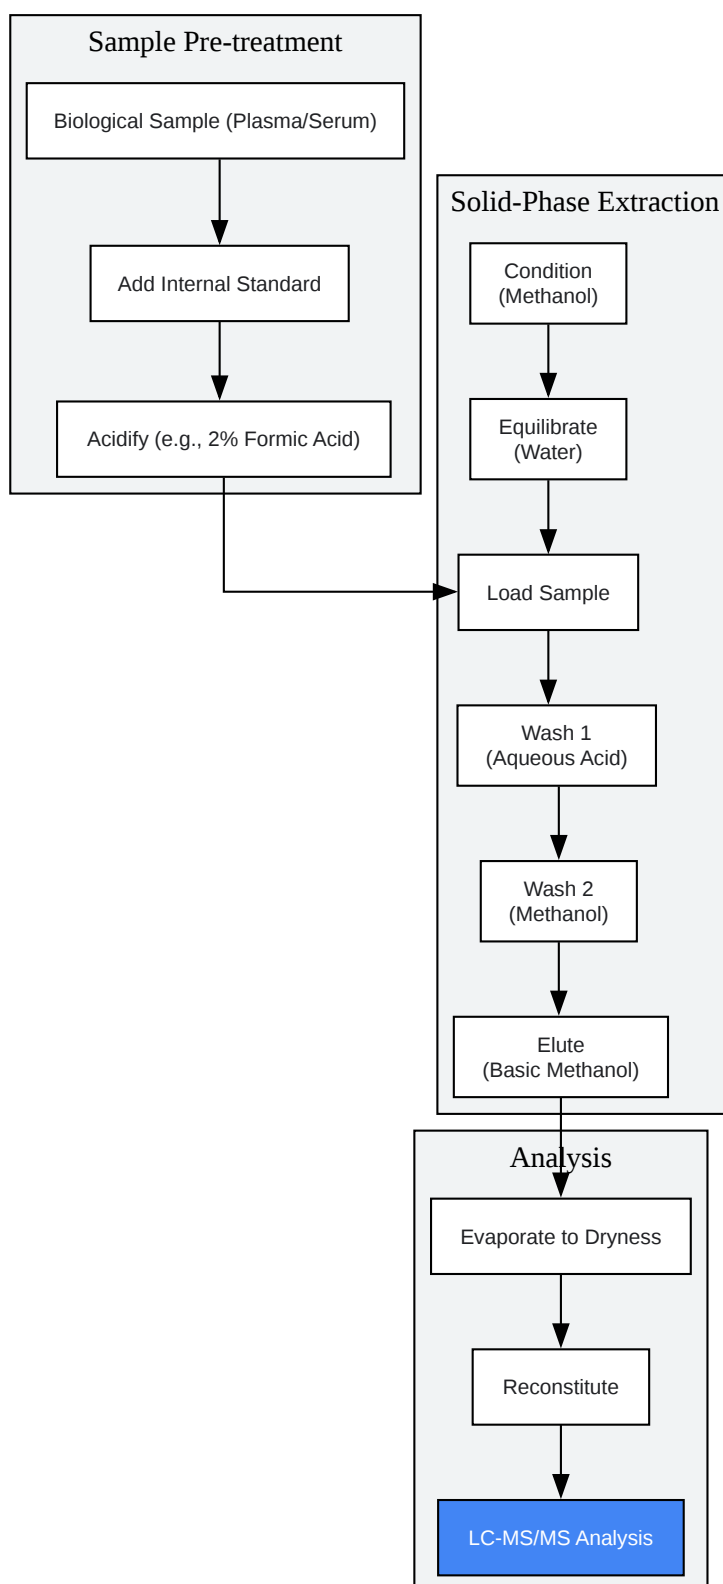 Sample Pre-treatment
Biological Sample (Plasma/Serum)
Add Internal Standard
Acidify (e.g., 2% Formic Acid)
Solid-Phase Extraction
Condition
(Methanol)
Equilibrate
(Water)
Load Sample
Wash 1
(Aqueous Acid)
Wash 2
(Methanol)
Elute
(Basic Methanol)
Analysis
Evaporate to Dryness
Reconstitute
LC-MS/MS Analysis